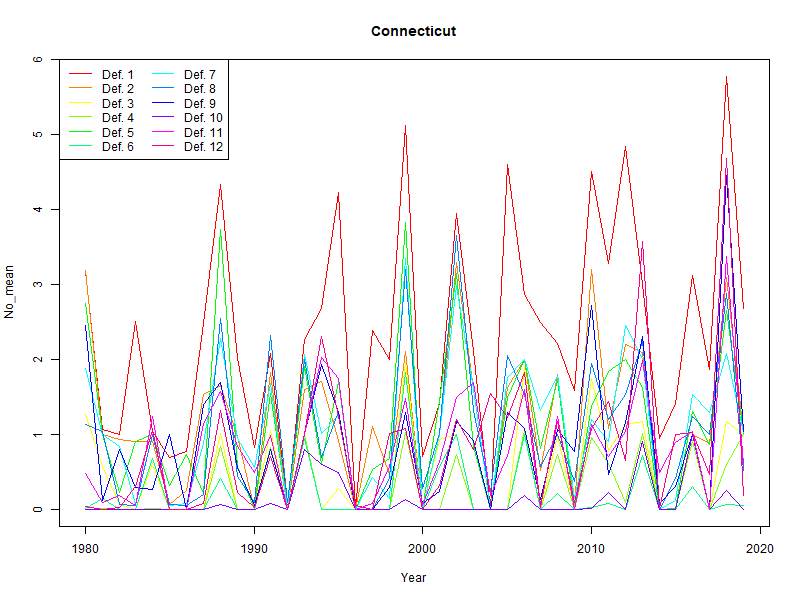 Connecticut
Def. 1 Def. 7
Def. 2 Def. 8
Def. 3 Def. 9
Def. 4 Def. 10
Def. 5 Def. 11
Def. 6 Def. 12
6
5
4
3
2
1
0
No_mean
1980 1990 2000 2010 2020
Year